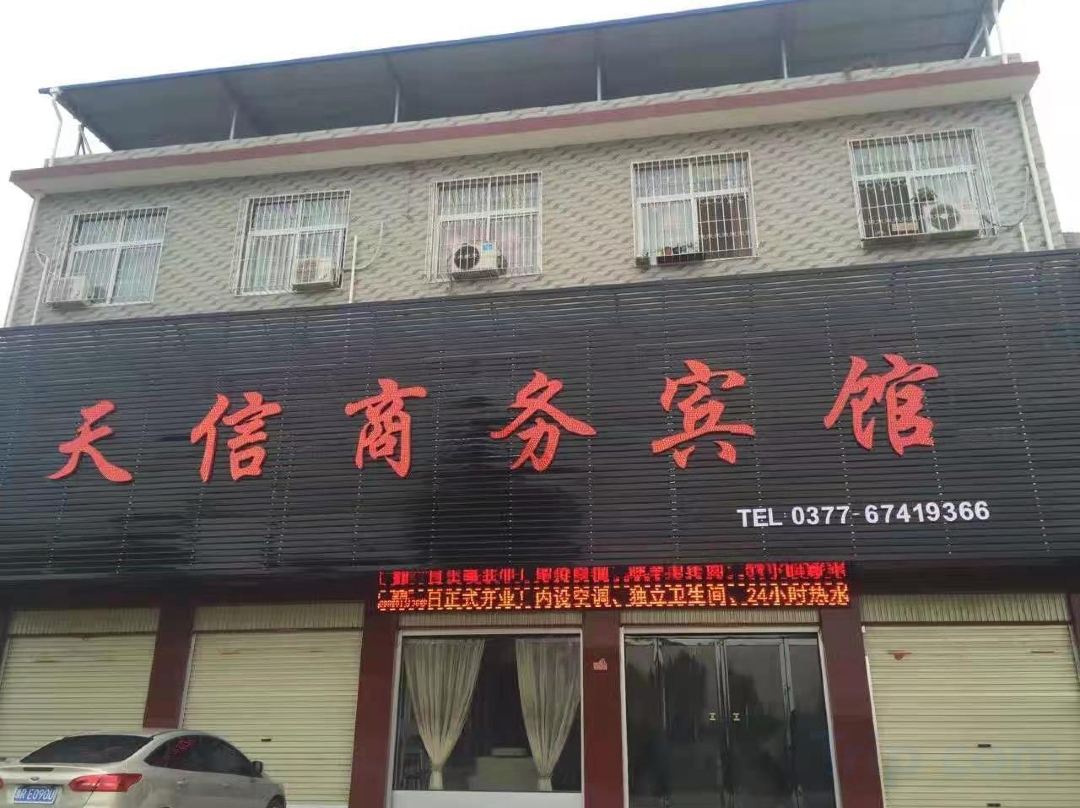 天信商务宾馆
TEL 0377-67419366
日正式开业！内设空调、独立卫生间、24小时热水